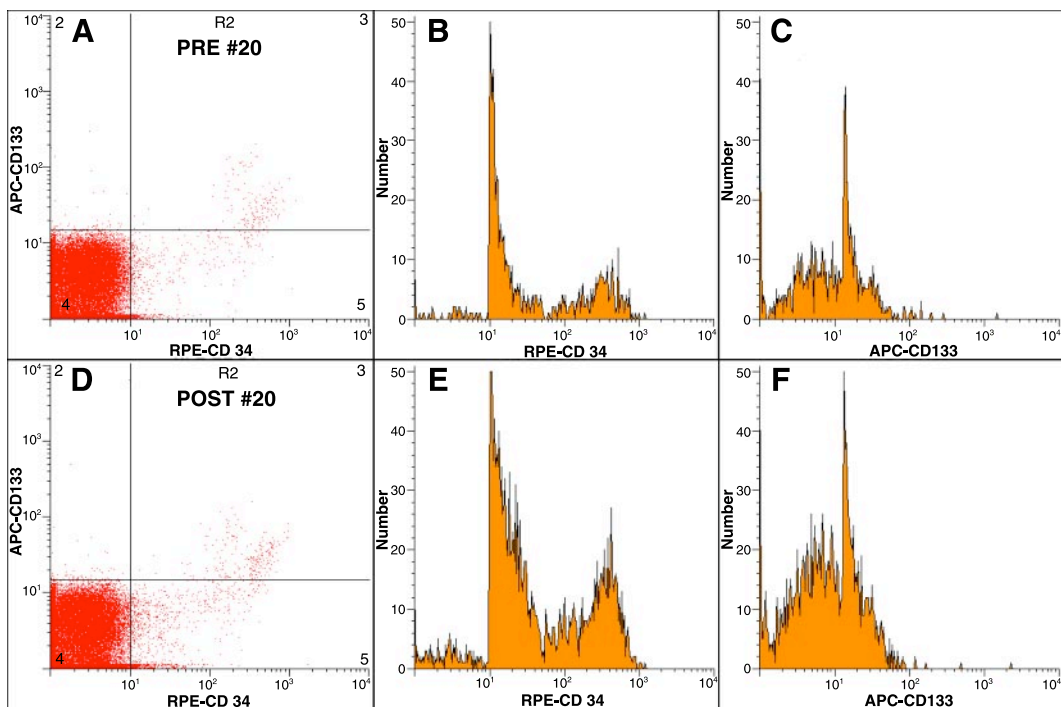 A
PRE #20
R2
2
3
4
5
APC-CD133
10⁴
10³
10²
10¹
10¹
10²
10³
10⁴
RPE-CD 34
B
Number
50
40
30
20
10
0
10¹
10²
10³
10⁴
RPE-CD 34
C
Number
50
40
30
20
10
0
10¹
10²
10³
10⁴
APC-CD133
D
POST #20
R2
2
3
4
5
APC-CD133
10⁴
10³
10²
10¹
10¹
10²
10³
10⁴
RPE-CD 34
E
Number
50
40
30
20
10
0
10¹
10²
10³
10⁴
RPE-CD 34
F
Number
50
40
30
20
10
0
10¹
10²
10³
10⁴
APC-CD133